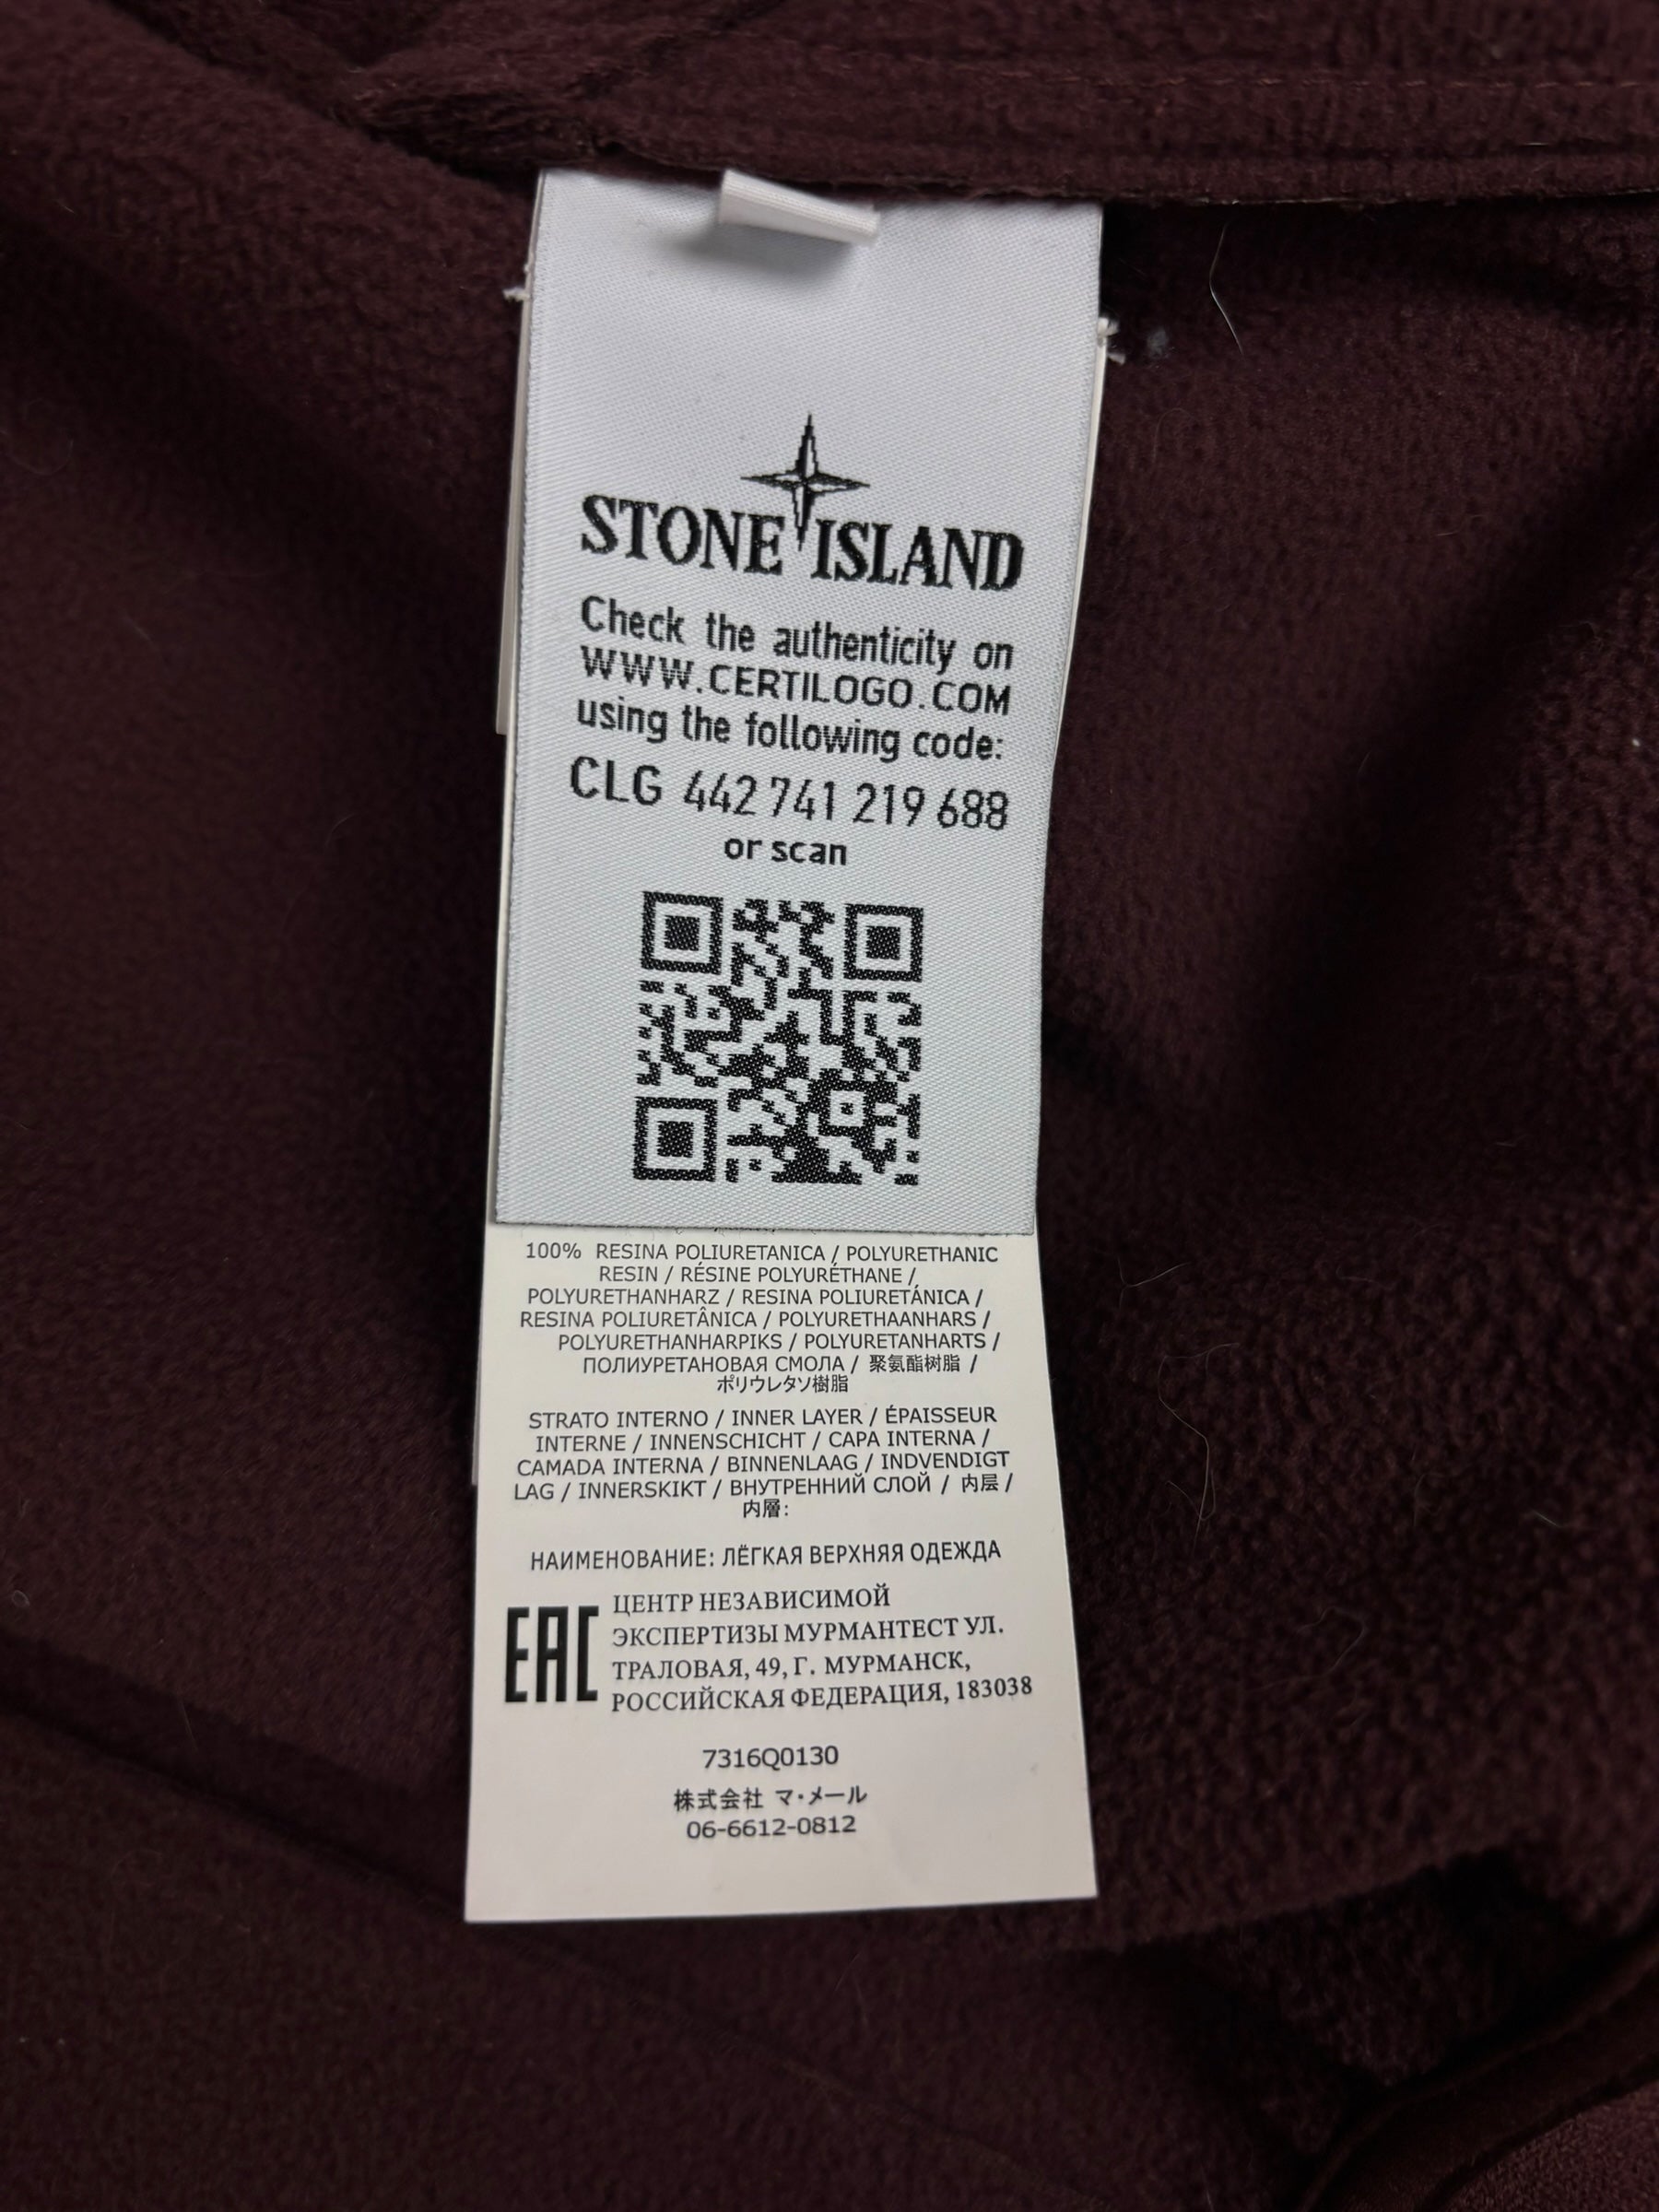 STONE ISLAND
Check the authenticity on
WWW.CERTILOGO.COM
using the following code:
CLG 442 741 219 688
or scan
100% RESINA POLIURETANICA / POLYURETHANIC
RESIN / RÉSINE POLYURÉTHANE /
POLYURETHANHARZ / RESINA POLIURETÁNICA /
RESINA POLIURETÂNICA / POLYURETHAANHARS /
POLYURETHANHARPIKS / POLYURETANHARTS /
ПОЛИУРЕТАНОВАЯ СМОЛА / 聚氨酯树脂 /
ポリウレタソ樹脂
STRATO INTERNO / INNER LAYER / ÉPAISSEUR
INTERNE / INNENSCHICHT / CAPA INTERNA /
CAMADA INTERNA / BINNENLAAG / INDVENDIGT
LAG / INNERSKIKT / ВНУТРЕННИЙ СЛОЙ / 内层 /
内層:
НАИМЕНОВАНИЕ: ЛЁГКАЯ ВЕРХНЯЯ ОДЕЖДА
EAC
ЦЕНТР НЕЗАВИСИМОЙ
ЭКСПЕРТИЗЫ МУРМАНТЕСТ УЛ.
ТРАЛОВАЯ, 49, Г. МУРМАНСК,
РОССИЙСКАЯ ФЕДЕРАЦИЯ, 183038
7316Q0130
株式会社 マ・メール
06-6612-0812